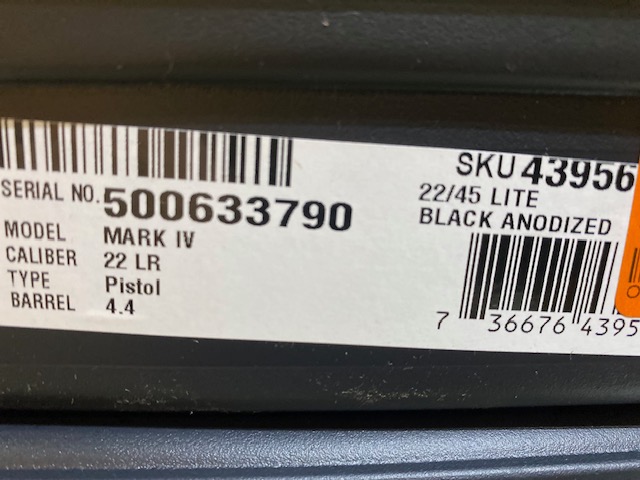 SKU 43956
SERIAL NO. 500633790
22/45 LITE
BLACK ANODIZED
MODEL MARK IV
CALIBER 22 LR
TYPE Pistol
BARREL 4.4
7 36676 4395